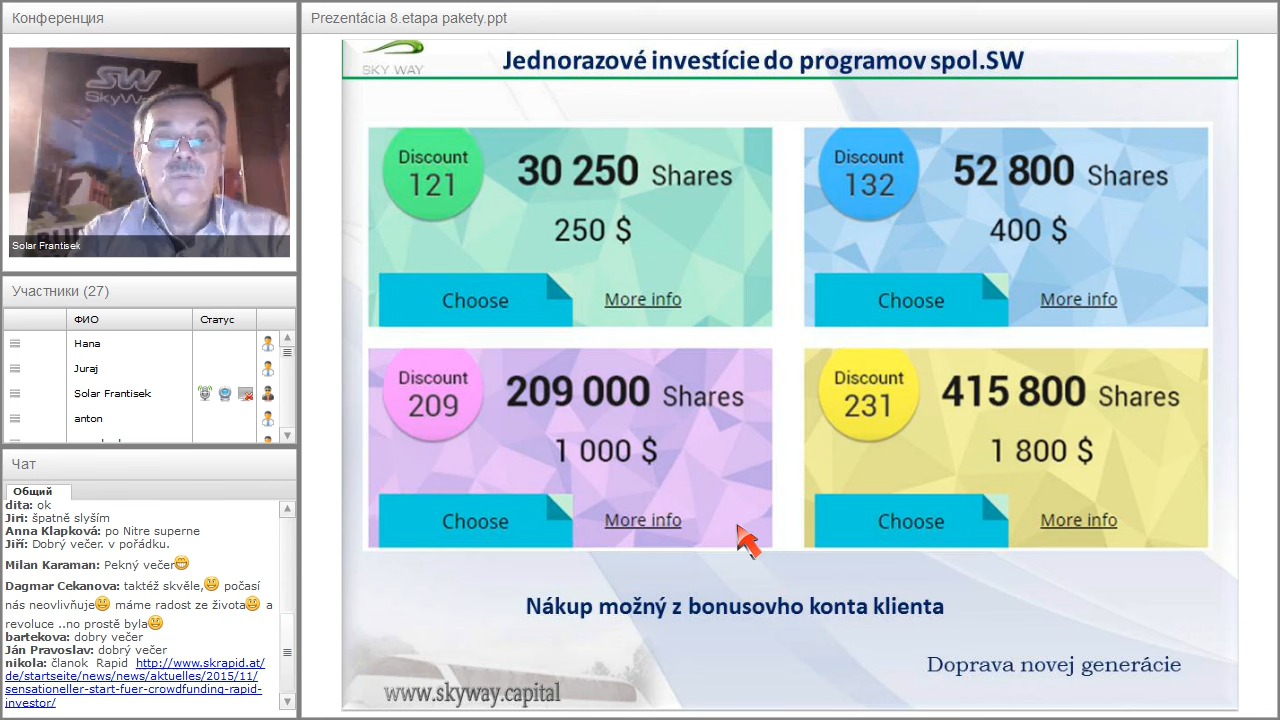 Конференция
SW
SkyW
Solar Frantisek
Участники (27)
ФИО
Статус
Hana
Juraj
Solar Frantisek
anton
Чат
Общий
dita: ok
Jiri: špatně slyším
Anna Klapková: po Nitre superne
Jiří: Dobrý večer. v pořádku.
Milan Karaman: Pekný večer
Dagmar Cekanova: taktéž skvěle, počasí
nás neovlivňuje máme radost ze života a
revoluce ..no prostě byla
bartekova: dobry večer
Ján Pravoslav: dobrý večer
nikola: članok Rapid http://www.skrapid.at/
de/startseite/news/news/aktuelles/2015/11/
sensationeller-start-fuer-crowdfunding-rapid-
investor/
Prezentácia 8.etapa pakety.ppt
SKY WAY
Jednorazové investície do programov spol.SW
Discount
121
30 250 Shares
250 $
Choose
More info
Discount
132
52 800 Shares
400 $
Choose
More info
Discount
209
209 000 Shares
1 000 $
Choose
More info
Discount
231
415 800 Shares
1 800 $
Choose
More info
Nákup možný z bonusovho konta klienta
Doprava novej generácie
www.skyway.capital